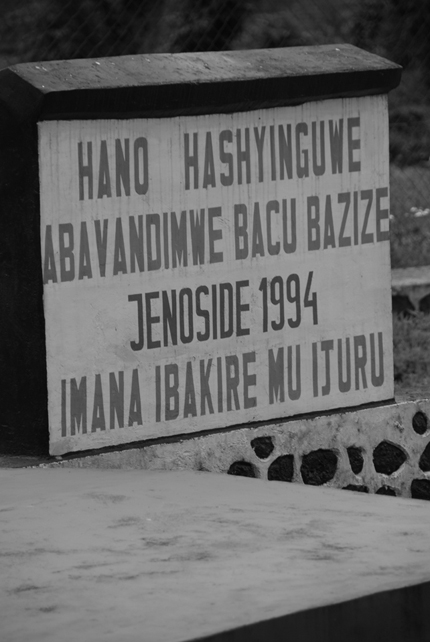 HANO HASHYINGUWE
ABAVANDIMWE BACU BAZIZE
JENOSIDE 1994
IMANA IBAKIRE MU IJURU